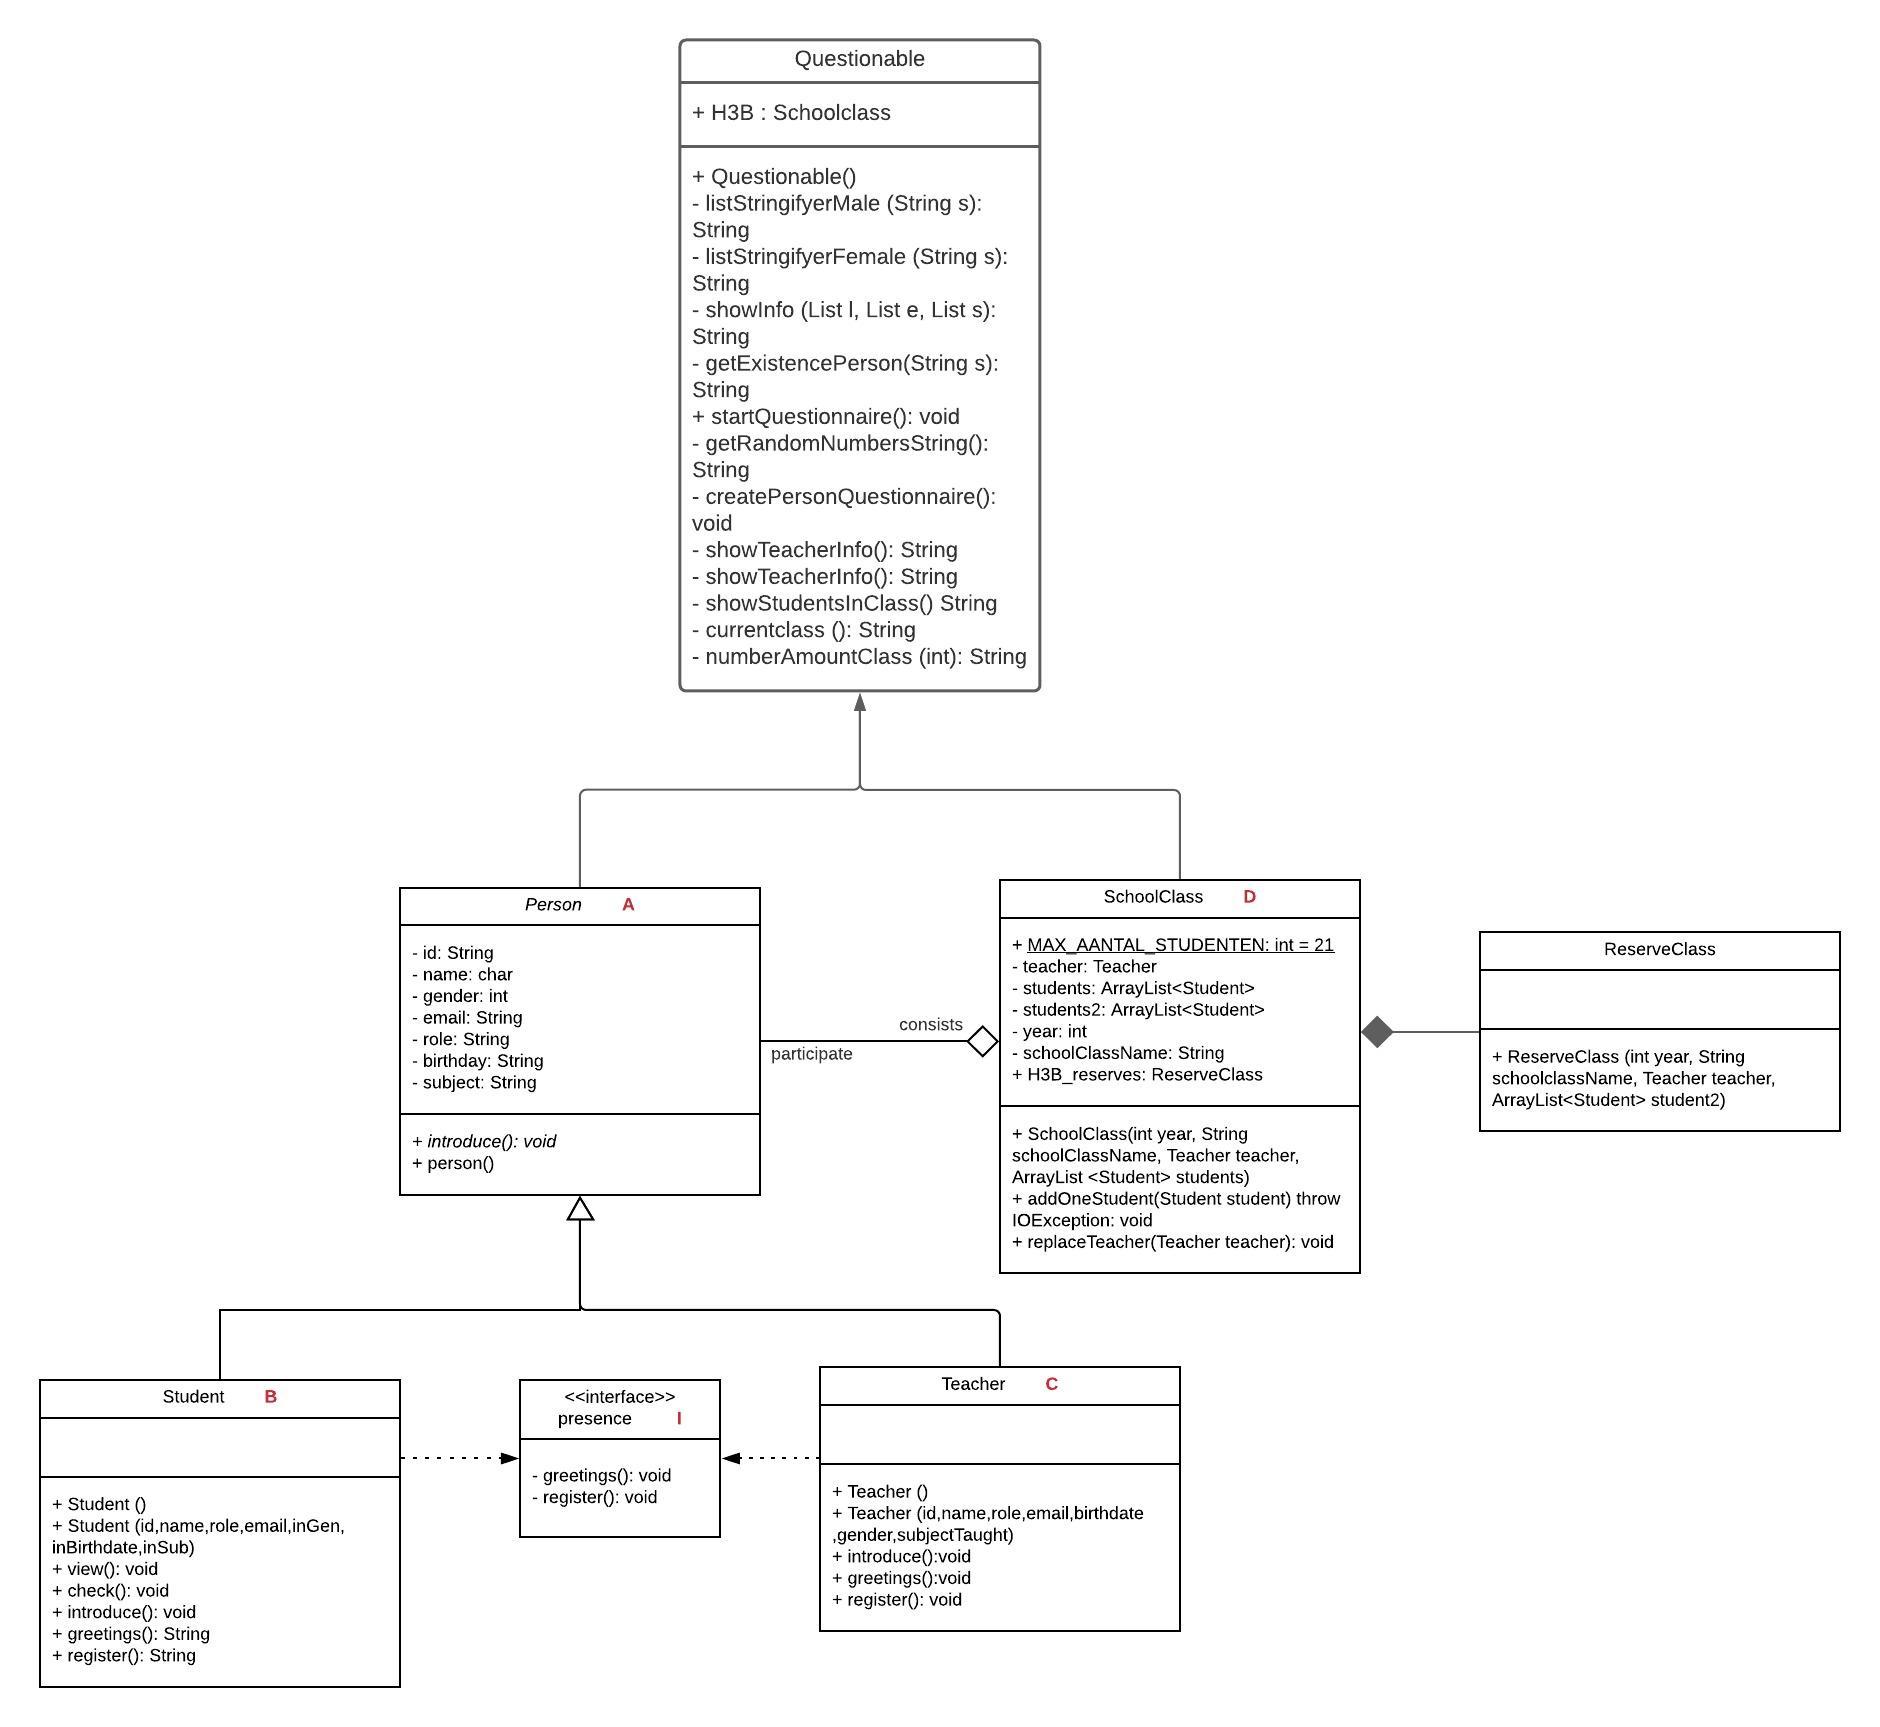 Questionable
+ H3B : Schoolclass
+ Questionable()
- listStringifyerMale (String s):
String
- listStringifyerFemale (String s):
String
- showInfo (List l, List e, List s):
String
- getExistencePerson(String s):
String
+ startQuestionnaire(): void
- getRandomNumbersString():
String
- createPersonQuestionnaire():
void
- showTeacherInfo(): String
- showTeacherInfo(): String
- showStudentsInClass() String
- currentclass (): String
- numberAmountClass (int): String
Person A
- id: String
- name: char
- gender: int
- email: String
- role: String
- birthday: String
- subject: String
+ introduce(): void
+ person()
consists
participate
SchoolClass D
+ MAX_AANTAL_STUDENTEN: int = 21
- teacher: Teacher
- students: ArrayList<Student>
- students2: ArrayList<Student>
- year: int
- schoolClassName: String
+ H3B_reserves: ReserveClass
+ SchoolClass(int year, String
schoolClassName, Teacher teacher,
ArrayList <Student> students)
+ addOneStudent(Student student) throw
IOException: void
+ replaceTeacher(Teacher teacher): void
ReserveClass
+ ReserveClass (int year, String
schoolclassName, Teacher teacher,
ArrayList<Student> student2)
Student B
+ Student ()
+ Student (id,name,role,email,inGen,
inBirthdate,inSub)
+ view(): void
+ check(): void
+ introduce(): void
+ greetings(): String
+ register(): String
<<interface>>
presence I
- greetings(): void
- register(): void
Teacher C
+ Teacher ()
+ Teacher (id,name,role,email,birthdate
,gender,subjectTaught)
+ introduce():void
+ greetings():void
+ register(): void